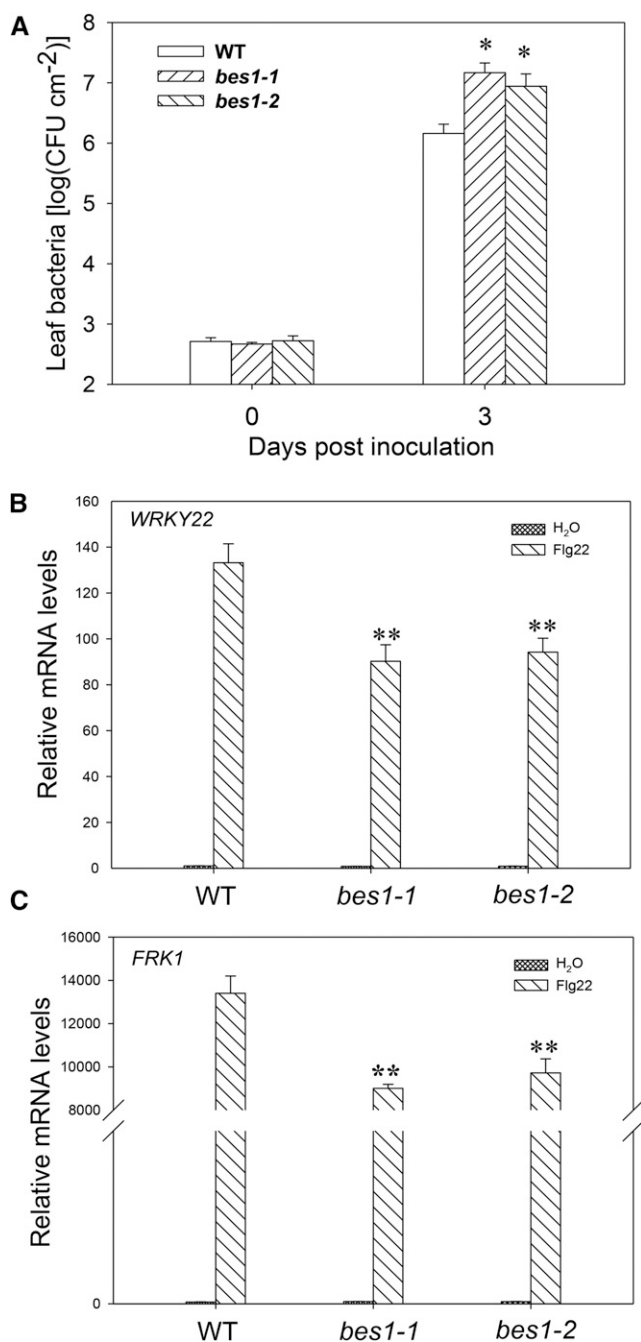 A
8
7
6
5
4
3
2
Leaf bacteria [log(CFU cm-2)]
WT
bes1-1
bes1-2
* *
0 3
Days post inoculation
B
160
140
120
100
80
60
40
20
0
Relative mRNA levels
WRKY22
H2O
Flg22
** **
WT bes1-1 bes1-2
C
16000
14000
12000
10000
8000
0
Relative mRNA levels
FRK1
H2O
Flg22
** **
WT bes1-1 bes1-2